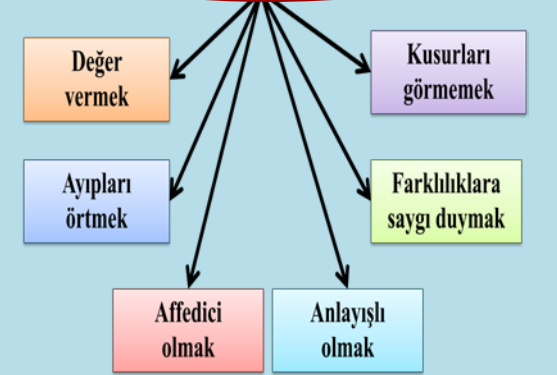 Değer
vermek
Kusurları
görmemek
Ayıpları
örtmek
Farklılıklara
saygı duymak
Affedici
olmak
Anlayışlı
olmak